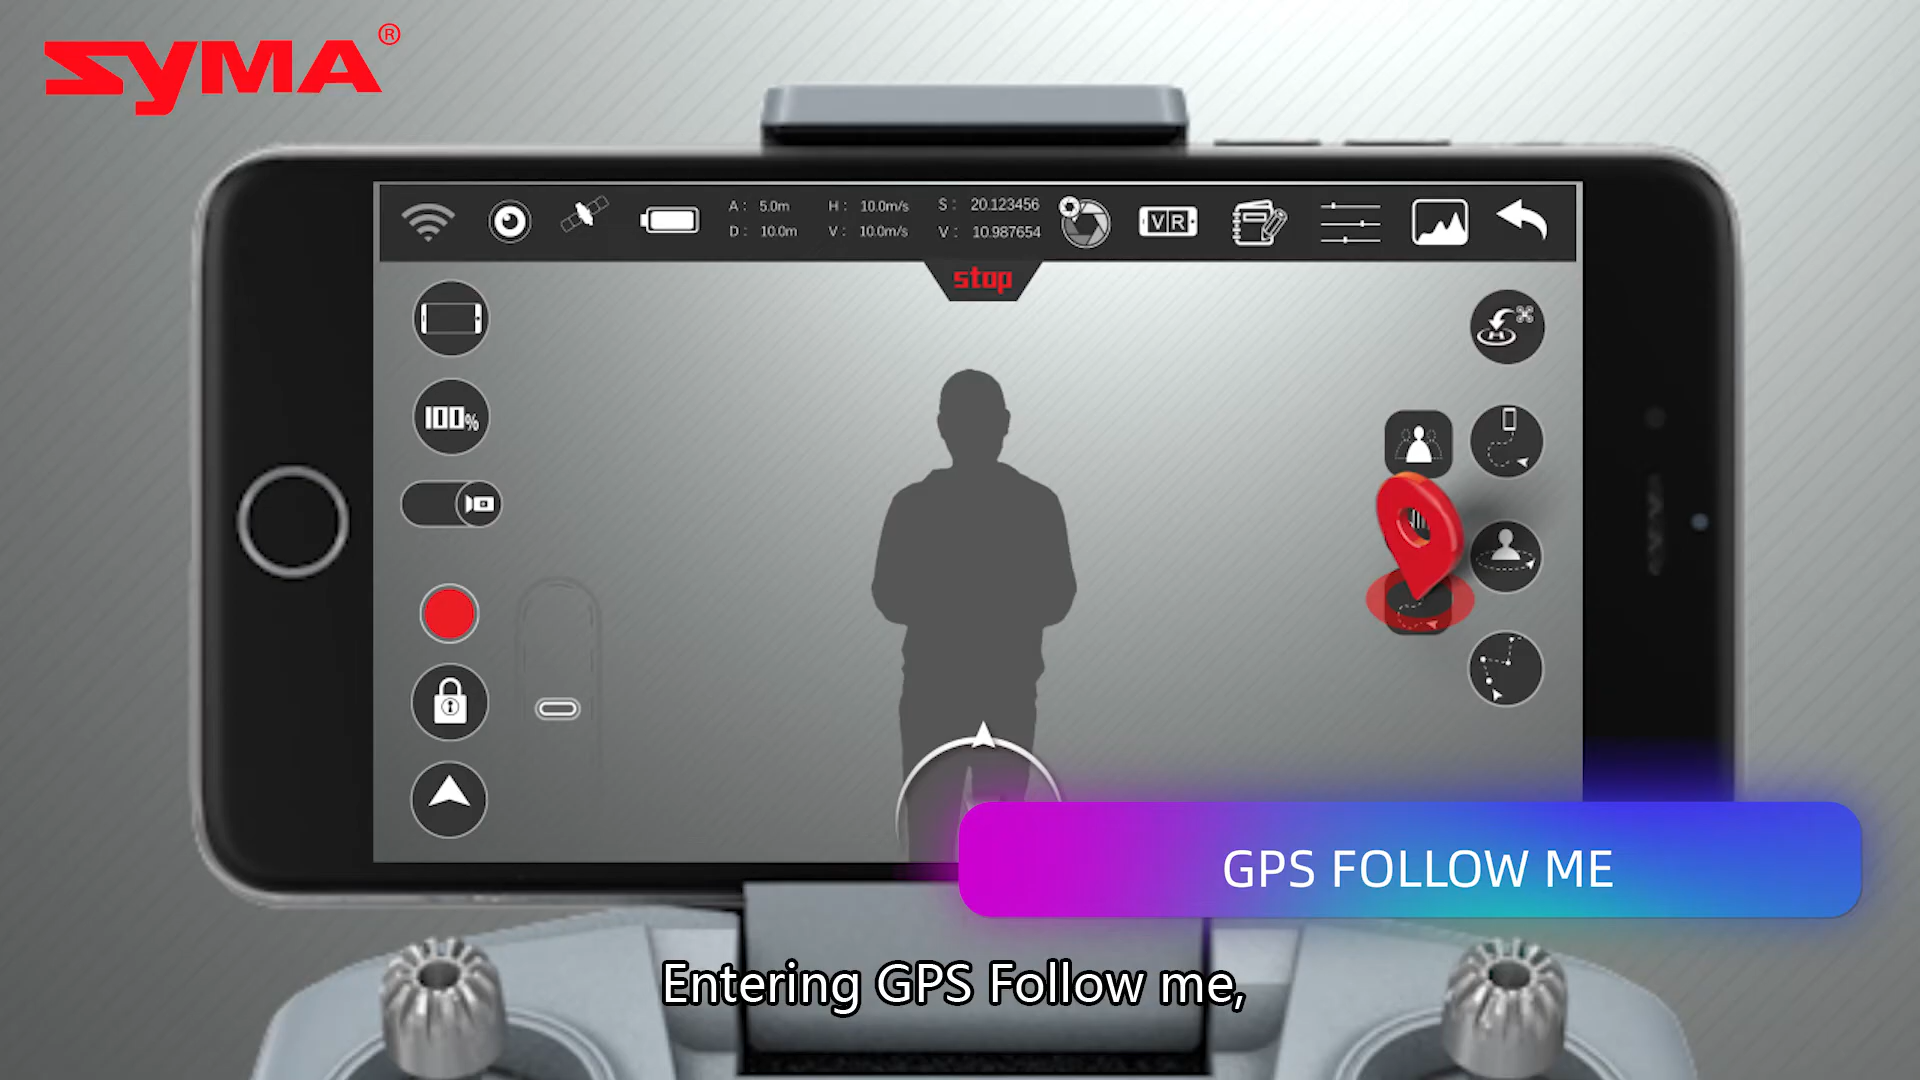 SYMA®
A : 5.0m H : 10.0m/s S : 20.123456
D : 10.0m V : 10.0m/s V : 10.987654
VR
stop
100%
H
GPS FOLLOW ME
Entering GPS Follow me,